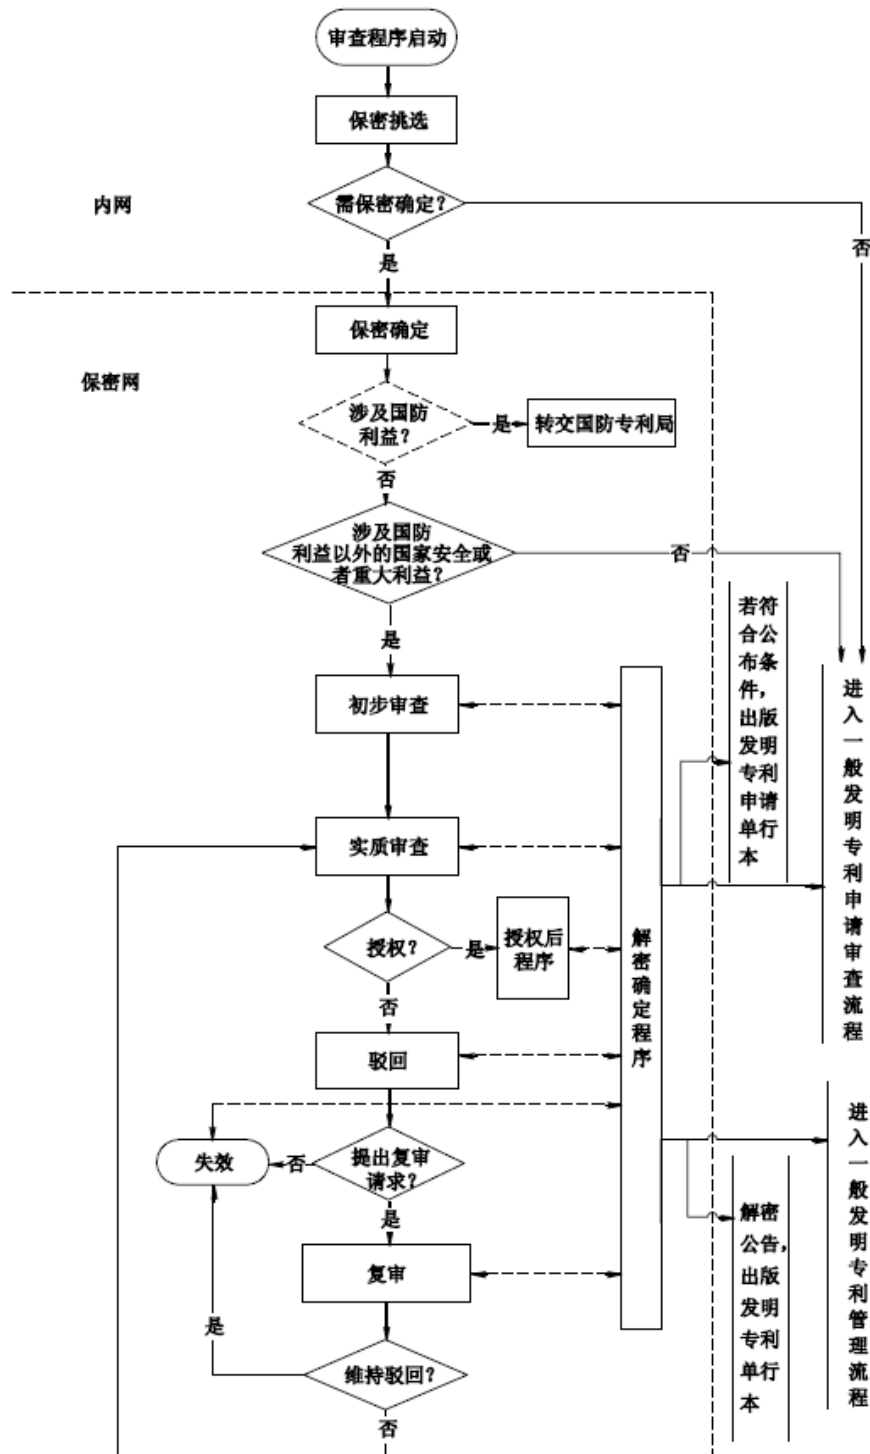 审查程序启动
保密挑选
内网
需保密确定？
否
是
保密确定
保密网
涉及国防
利益？
是
转交国防专利局
否
涉及国防
利益以外的国家安全或
者重大利益？
否
是
若符
合公
布条
件，
出版
发明
专利
申请
单行
本
进入一般发明专利申请审查流程
初步审查
实质审查
授权？
是
授权后
程序
解密确定程序
否
驳回
失效
否
提出复审
请求？
是
复审
是
维持驳回？
否
进入一般发明专利管理流程
解密
公告，
出版
发明
专利
单行
本